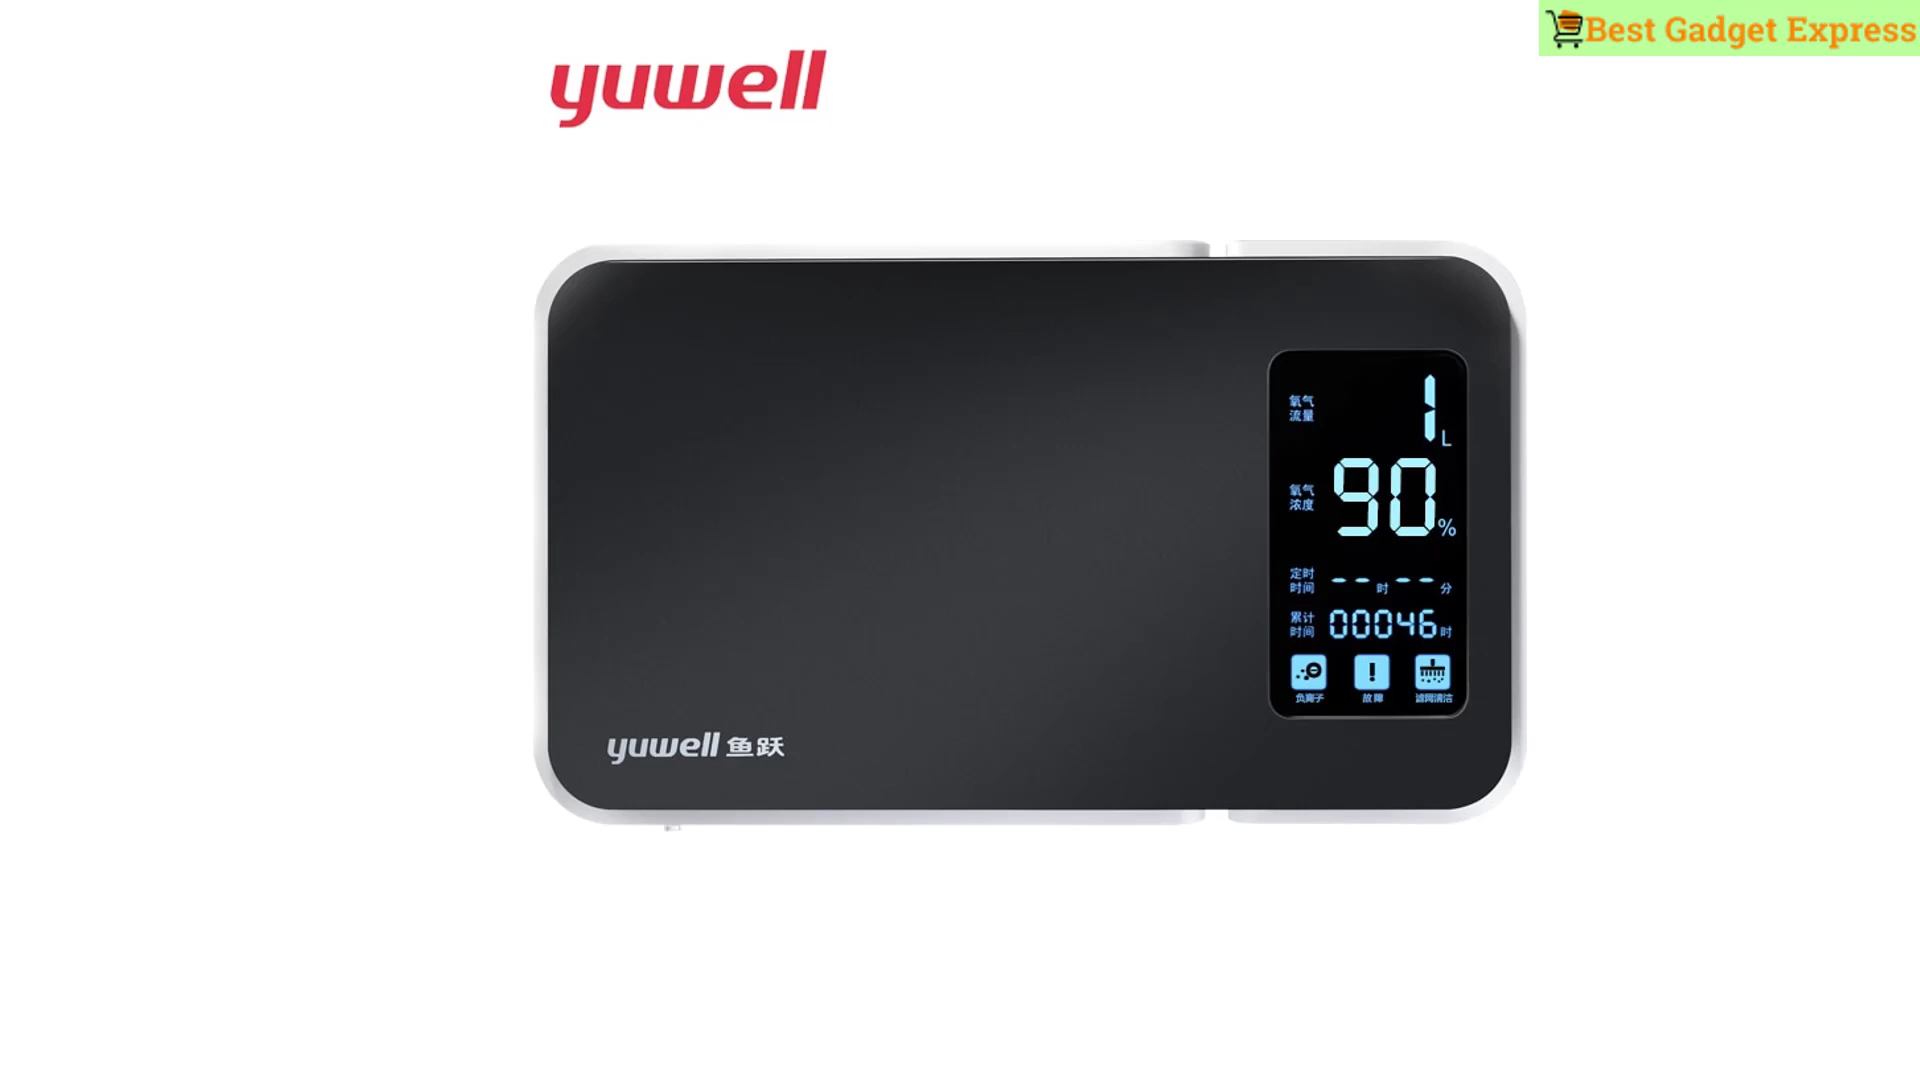 Best Gadget Express
yuwell
氧气
流量
1 L
氧气
浓度
90 %
定时
时间
-- 时 -- 分
累计
时间
00046 时
负离子
故障
滤网清洁
yuwell 鱼跃